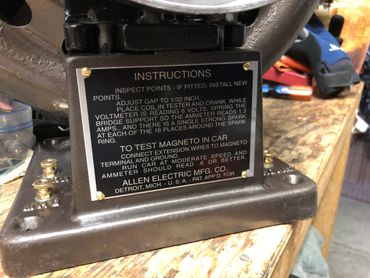 INSTRUCTIONS
INSPECT POINTS - IF PITTED, INSTALL NEW
POINTS.
ADJUST GAP TO 1/32 INCH
PLACE COIL IN TESTER AND CRANK, WHILE
VOLTMETER IS READING 6 VOLTS, SPRING THE
BRIDGE SUPPORT SO THE AMMETER READS 1.3
AMPS, AND THERE IS A SINGLE STRONG SPARK
AT EACH OF THE 16 PLACES AROUND THE SPARK
RING.
TO TEST MAGNETO IN CAR
CONNECT EXTENSION WIRES TO MAGNETO
TERMINAL AND GROUND.
RUN CAR AT MODERATE SPEED AND
AMMETER SHOULD READ .6 OR BETTER.
ALLEN ELECTRIC MFG. CO.
DETROIT, MICH. - U.S.A. - PAT. APP'D. FOR